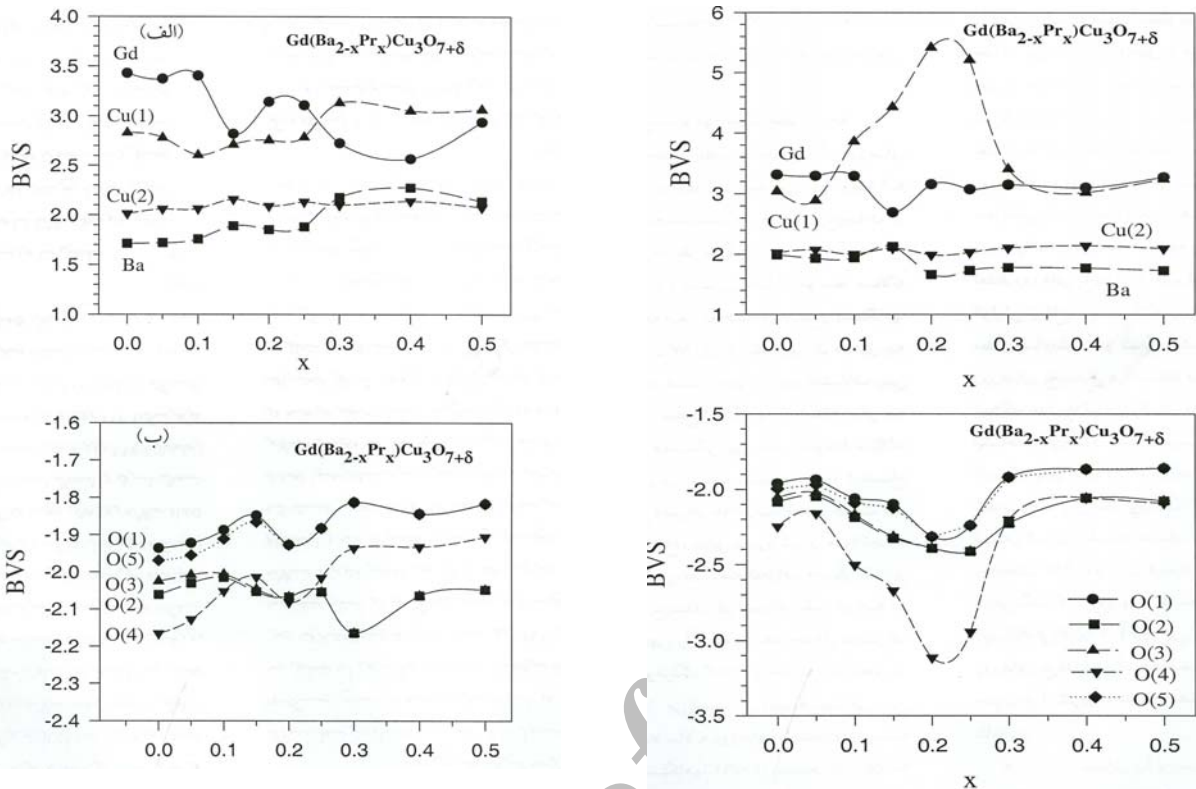 (الف)
Gd(Ba2-xPrx)Cu3O7+δ
4.0
3.5
3.0
2.5
2.0
1.5
1.0
BVS
Gd
Cu(1)
Cu(2)
Ba
0.0 0.1 0.2 0.3 0.4 0.5
x
Gd(Ba2-xPrx)Cu3O7+δ
6
5
4
3
2
1
BVS
Gd
Cu(1)
Cu(2)
Ba
0.0 0.1 0.2 0.3 0.4 0.5
x
(ب)
Gd(Ba2-xPrx)Cu3O7+δ
-1.6
-1.7
-1.8
-1.9
-2.0
-2.1
-2.2
-2.3
-2.4
BVS
O(1)
O(5)
O(3)
O(2)
O(4)
0.0 0.1 0.2 0.3 0.4 0.5
Gd(Ba2-xPrx)Cu3O7+δ
-1.5
-2.0
-2.5
-3.0
-3.5
BVS
O(1)
O(2)
O(3)
O(4)
O(5)
0.0 0.1 0.2 0.3 0.4 0.5
x